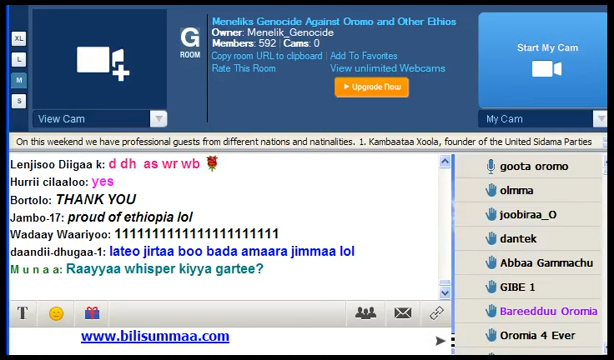 XL
L
M
S
View Cam
G
ROOM
Meneliks Genocide Against Oromo and Other Ethios
Owner: Menelik_Genocide
Members: 592 | Cams: 0
Copy room URL to clipboard | Add To Favorites
Rate This Room View unlimited Webcams
Upgrade Now
Start My Cam
My Cam
On this weekend we have professional guests from different nations and natinalities. 1. Kambaataa Xoola, founder of the United Sidama Parties
Lenjisoo Diigaa k: d dh as wr wb
Hurrii cilaaloo: yes
Bortolo: THANK YOU
Jambo-17: proud of ethiopia lol
Wadaay Waariyoo: 1111111111111111111111111111
daandii-dhugaa-1: lateo jirtaa boo bada amaara jimmaa lol
M u n a a: Raayyaa whisper kiyya gartee?
T
www.bilisummaa.com
goota oromo
olmma
joobiraa_O
dantek
Abbaa Gammachu
GIBE 1
Bareedduu Oromia
Oromia 4 Ever